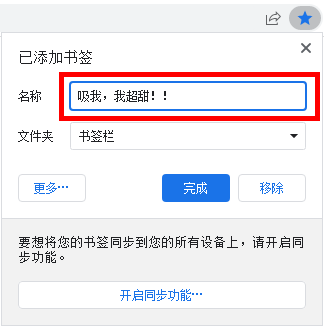 已添加书签
名称 吸我，我超甜！！
文件夹 书签栏
更多… 完成 移除
要想将您的书签同步到您的所有设备上，请开启同
步功能。
开启同步功能…